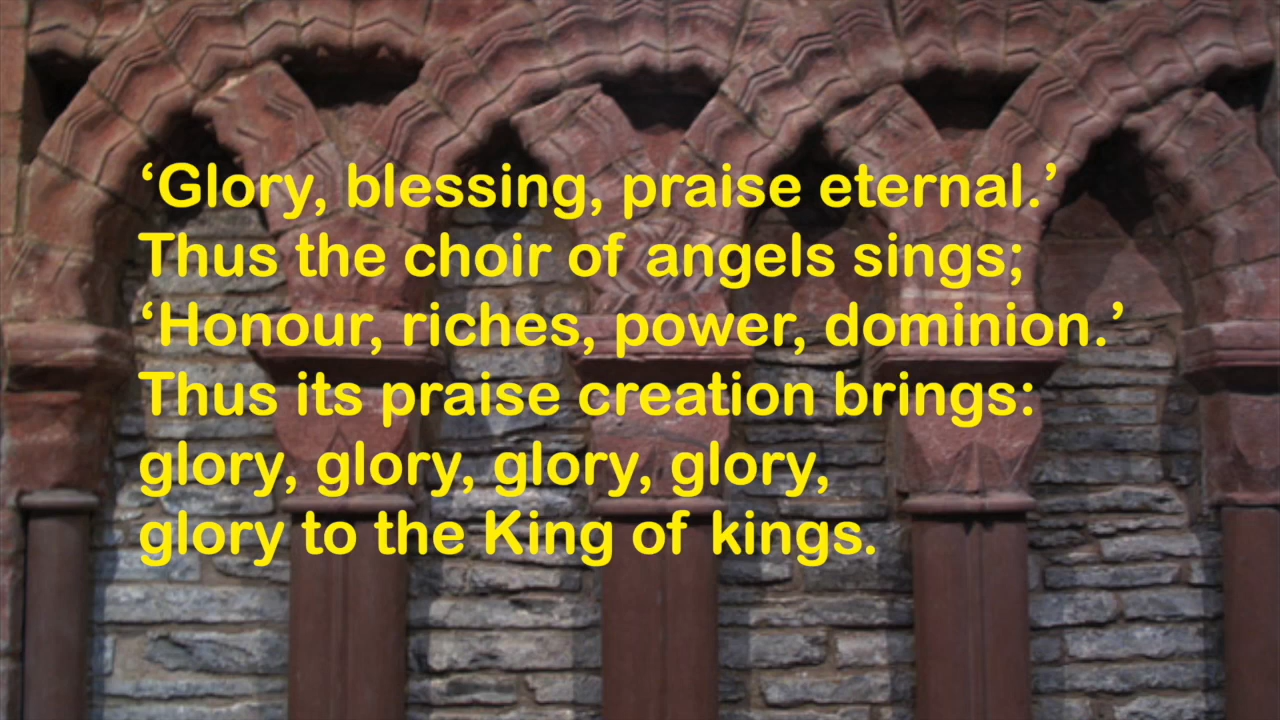 ‘Glory, blessing, praise eternal.’
Thus the choir of angels sings;
‘Honour, riches, power, dominion.’
Thus its praise creation brings:
glory, glory, glory, glory,
glory to the King of kings.